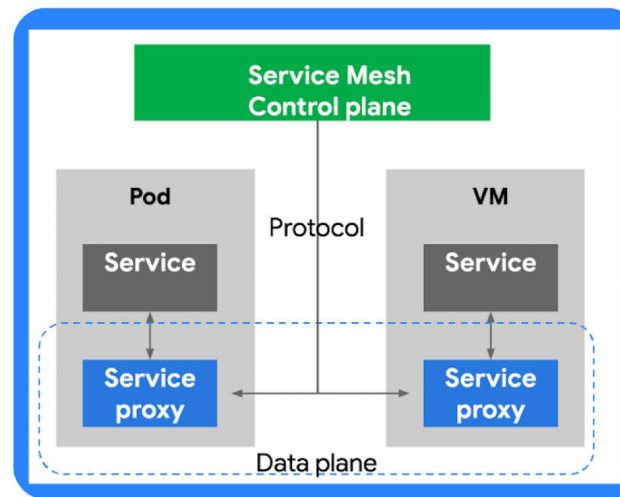 Service Mesh
Control plane
Pod
VM
Protocol
Service
Service
Service
proxy
Service
proxy
Data plane